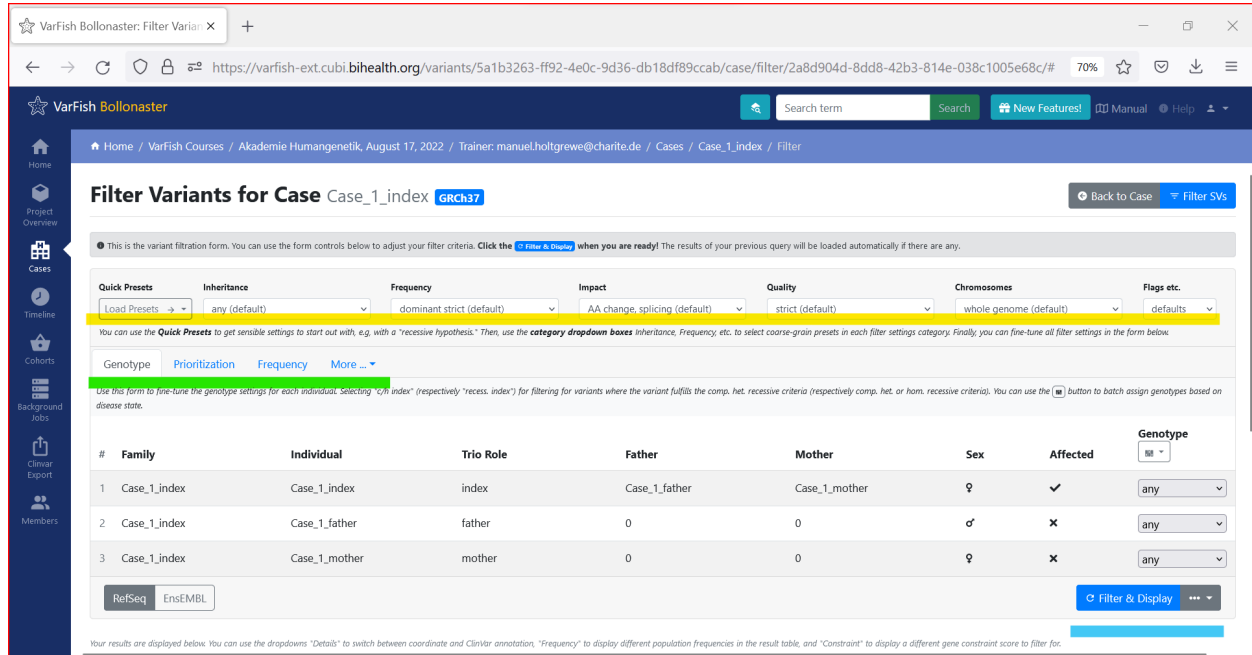 VarFish Bollonaster: Filter Varian
https://varfish-ext.cubi.bihealth.org/variants/5a1b3263-ff92-4e0c-9d36-db18df89ccab/case/filter/2a8d904d-8dd8-42b3-814e-038c1005e68c/# 70%
VarFish Bollonaster Search term Search New Features! Manual Help
Home
Project Overview
Cases
Timeline
Cohorts
Background Jobs
Clinvar Export
Members
Home / VarFish Courses / Akademie Humangenetik, August 17, 2022 / Trainer: manuel.holtgrewe@charite.de / Cases / Case_1_index / Filter
Filter Variants for Case Case_1_index GRCh37 Back to Case Filter SVs
This is the variant filtration form. You can use the form controls below to adjust your filter criteria. Click the Filter & Display when you are ready! The results of your previous query will be loaded automatically if there are any.
Quick Presets Inheritance Frequency Impact Quality Chromosomes Flags etc.
Load Presets any (default) dominant strict (default) AA change, splicing (default) strict (default) whole genome (default) defaults
You can use the Quick Presets to get sensible settings to start out with, e.g, with a "recessive hypothesis." Then, use the category dropdown boxes Inheritance, Frequency, etc. to select coarse-grain presets in each filter settings category. Finally, you can fine-tune all filter settings in the form below.
Genotype Prioritization Frequency More ...
Use this form to fine-tune the genotype settings for each individual. Selecting "c/h index" (respectively "recess. index") for filtering for variants where the variant fulfills the comp. het. recessive criteria (respectively comp. het. or hom. recessive criteria). You can use the button to batch assign genotypes based on
disease state.
# Family Individual Trio Role Father Mother Sex Affected Genotype
1 Case_1_index Case_1_index index Case_1_father Case_1_mother ♀ ✔ any
2 Case_1_index Case_1_father father 0 0 ♂ ✖ any
3 Case_1_index Case_1_mother mother 0 0 ♀ ✖ any
RefSeq EnsEMBL Filter & Display
Your results are displayed below. You can use the dropdowns "Details" to switch between coordinate and ClinVar annotation, "Frequency" to display different population frequencies in the result table, and "Constraint" to display a different gene constraint score to filter for.